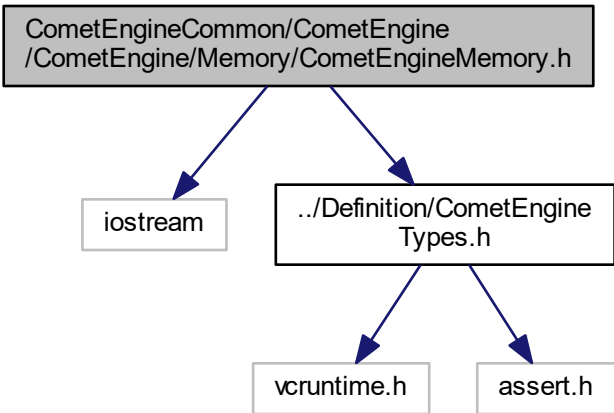 CometEngineCommon/CometEngine
/CometEngine/Memory/CometEngineMemory.h
iostream
../Definition/CometEngine
Types.h
vcruntime.h
assert.h